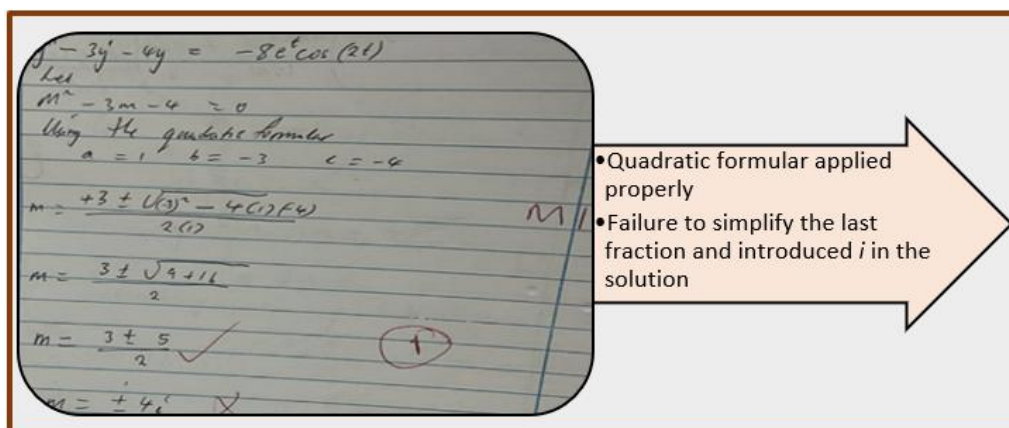 y'' - 3y' - 4y = -8e^t cos (2t)
Let
m² - 3m - 4 = 0
Using the quadratic formular
a = 1 b = -3 c = -4
m = +3 ± √(3)² - 4(1)(-4) / 2(1)
M1
m = 3 ± √9+16 / 2
m = 3 ± 5 / 2 ✓
1
m = ± 4i X
•Quadratic formular applied
properly
•Failure to simplify the last
fraction and introduced i in the
solution